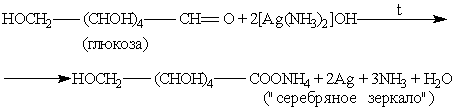 HOCH₂—(CHOH)₄—CH=O + 2[Ag(NH₃)₂]OH t
(глюкоза)
HOCH₂—(CHOH)₄—COONH₄ + 2Ag + 3NH₃ + H₂O
("серебряное зеркало")